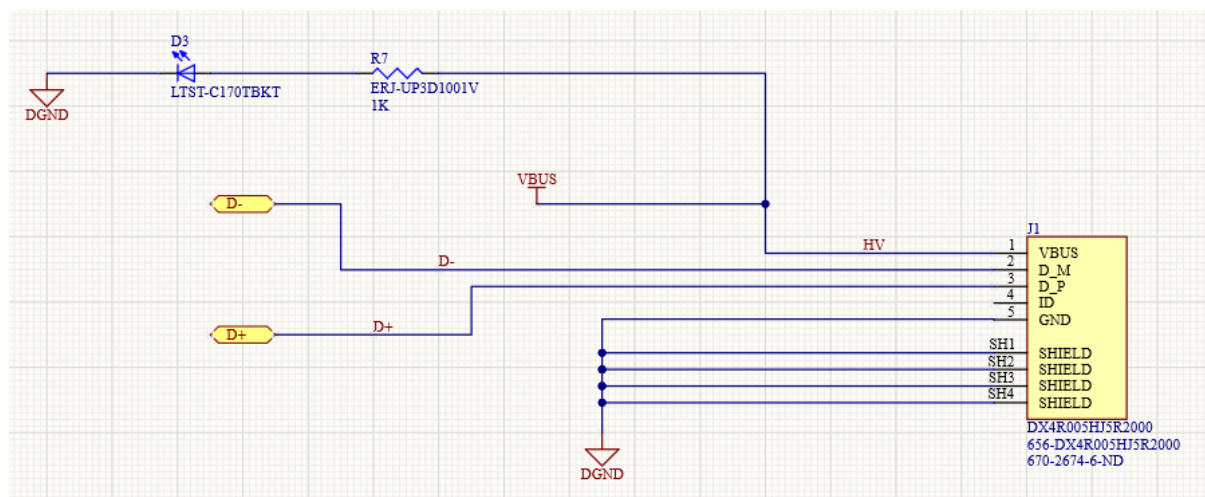 D3
LTST-C170TBKT
R7
ERJ-UP3D1001V
1K
DGND
VBUS
D-
D-
HV
D+
D+
J1
1 VBUS
2 D_M
3 D_P
4 ID
5 GND
SH1 SHIELD
SH2 SHIELD
SH3 SHIELD
SH4 SHIELD
DX4R005HJ5R2000
656-DX4R005HJ5R2000
670-2674-6-ND
DGND